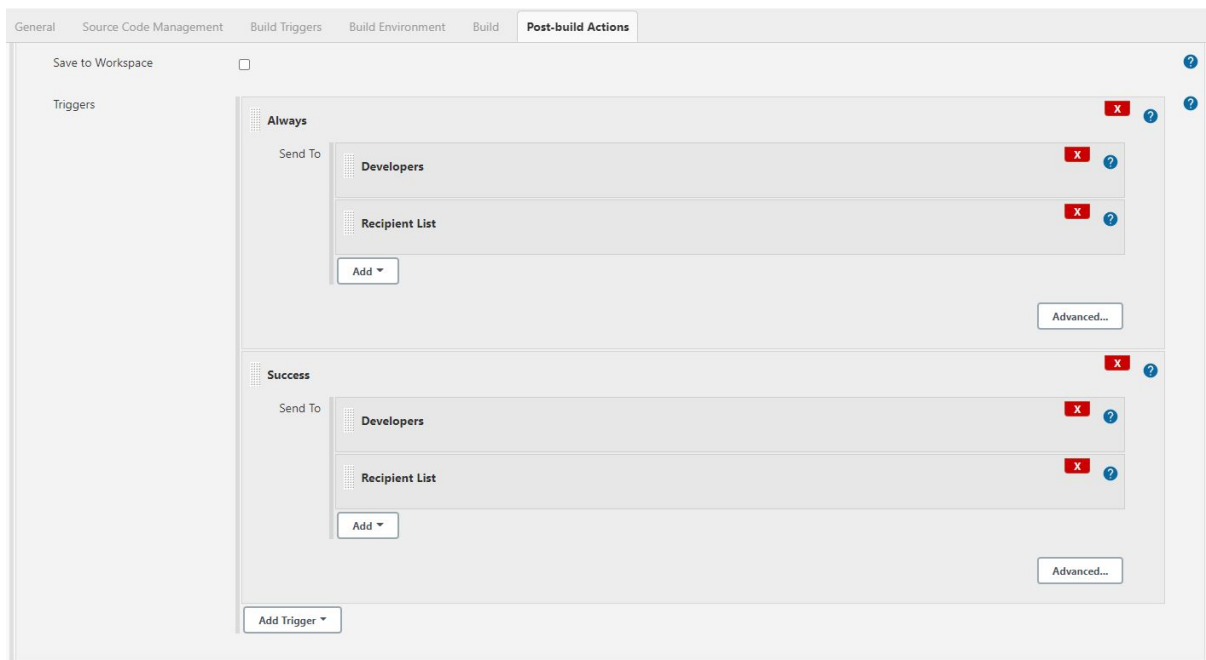 General Source Code Management Build Triggers Build Environment Build Post-build Actions
Save to Workspace ?
Triggers ?
Always X ?
Send To
Developers X ?
Recipient List X ?
Add
Advanced...
Success X ?
Send To
Developers X ?
Recipient List X ?
Add
Advanced...
Add Trigger